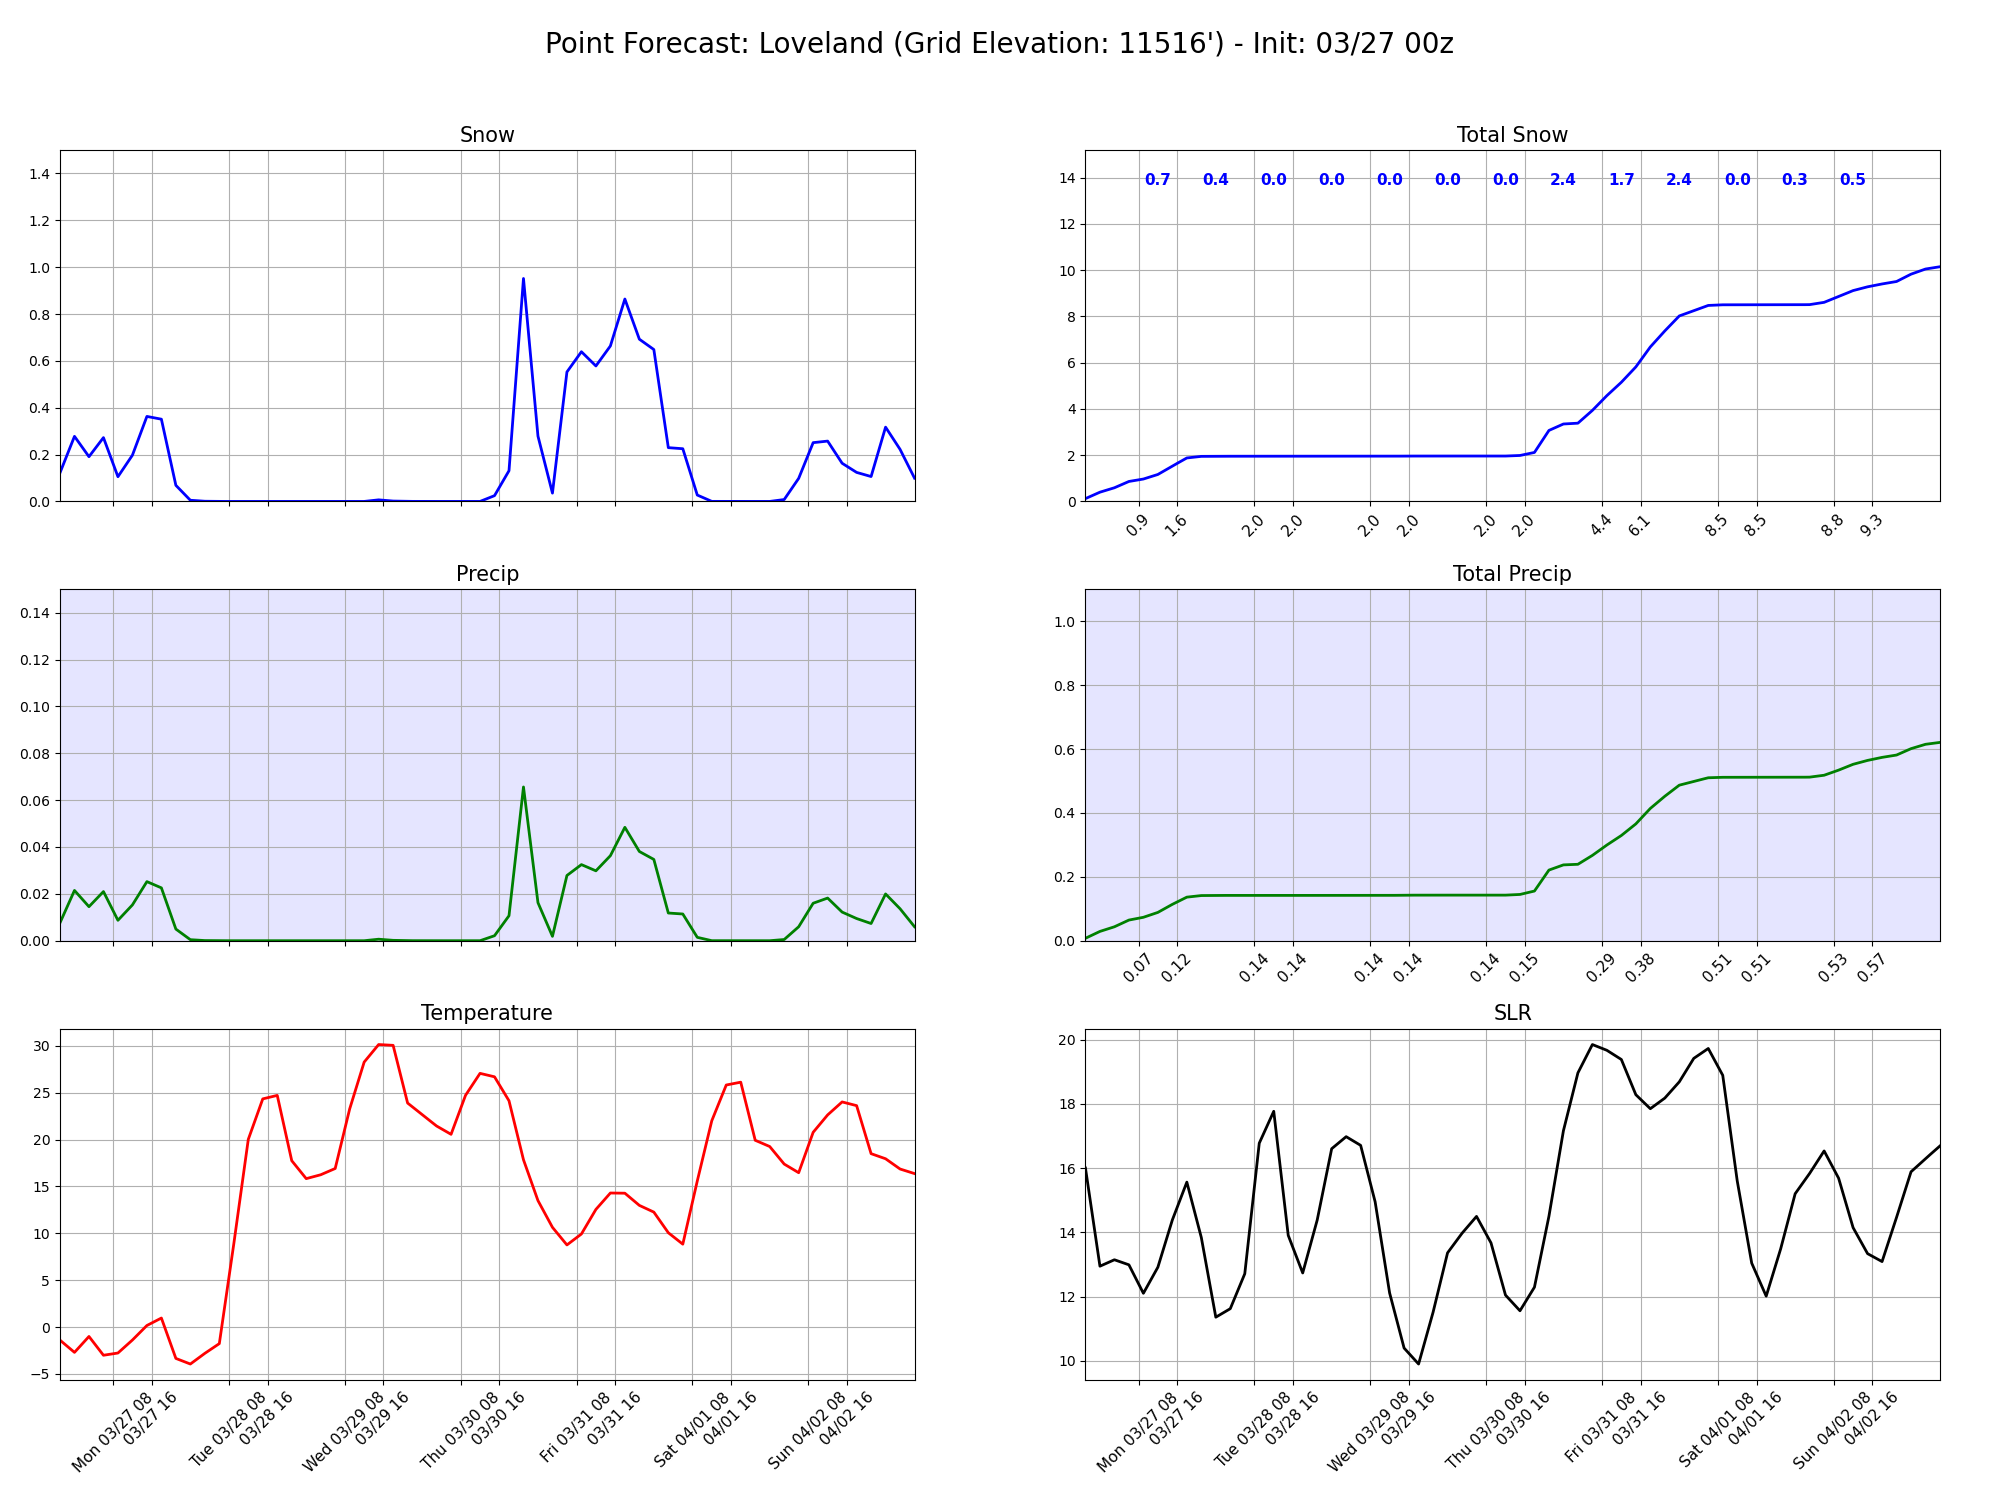 Point Forecast: Loveland (Grid Elevation: 11516') - Init: 03/27 00z
Snow
1.4
1.2
1.0
0.8
0.6
0.4
0.2
0.0
Total Snow
0.7 0.4 0.0 0.0 0.0 0.0 0.0 2.4 1.7 2.4 0.0 0.3 0.5
14
12
10
8
6
4
2
0
0.9 1.6 2.0 2.0 2.0 2.0 2.0 2.0 4.4 6.1 8.5 8.5 8.8 9.3
Precip
0.14
0.12
0.10
0.08
0.06
0.04
0.02
0.00
Total Precip
1.0
0.8
0.6
0.4
0.2
0.0
0.07 0.12 0.14 0.14 0.14 0.14 0.14 0.15 0.29 0.38 0.51 0.51 0.53 0.57
Temperature
30
25
20
15
10
5
0
−5
Mon 03/27 08
03/27 16
Tue 03/28 08
03/28 16
Wed 03/29 08
03/29 16
Thu 03/30 08
03/30 16
Fri 03/31 08
03/31 16
Sat 04/01 08
04/01 16
Sun 04/02 08
04/02 16
SLR
20
18
16
14
12
10
Mon 03/27 08
03/27 16
Tue 03/28 08
03/28 16
Wed 03/29 08
03/29 16
Thu 03/30 08
03/30 16
Fri 03/31 08
03/31 16
Sat 04/01 08
04/01 16
Sun 04/02 08
04/02 16